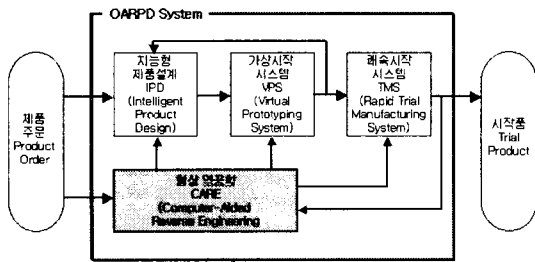 OARPD System
제품
주문
Product
Order
지능형
제품설계
IPD
(Intelligent
Product
Design)
가상시작
시스템
VPS
(Virtual
Prototyping
System)
쾌속시작
시스템
TMS
(Rapid Trial
Manufacturing
System)
시작품
Trial
Product
형상 역공학
CARE
(Computer-Aided
Reverse Engineering